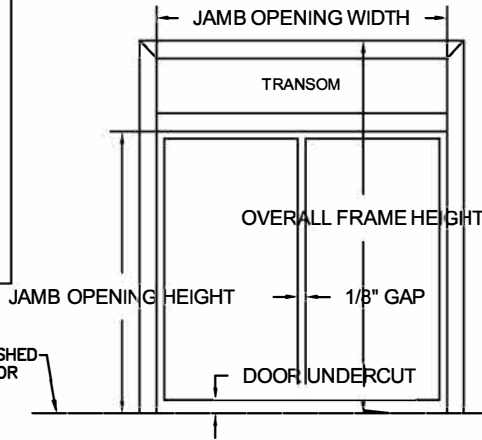 JAMB OPENING WIDTH
TRANSOM
OVERALL FRAME HEIGHT
JAMB OPENING HEIGHT
1/8" GAP
DOOR UNDERCUT